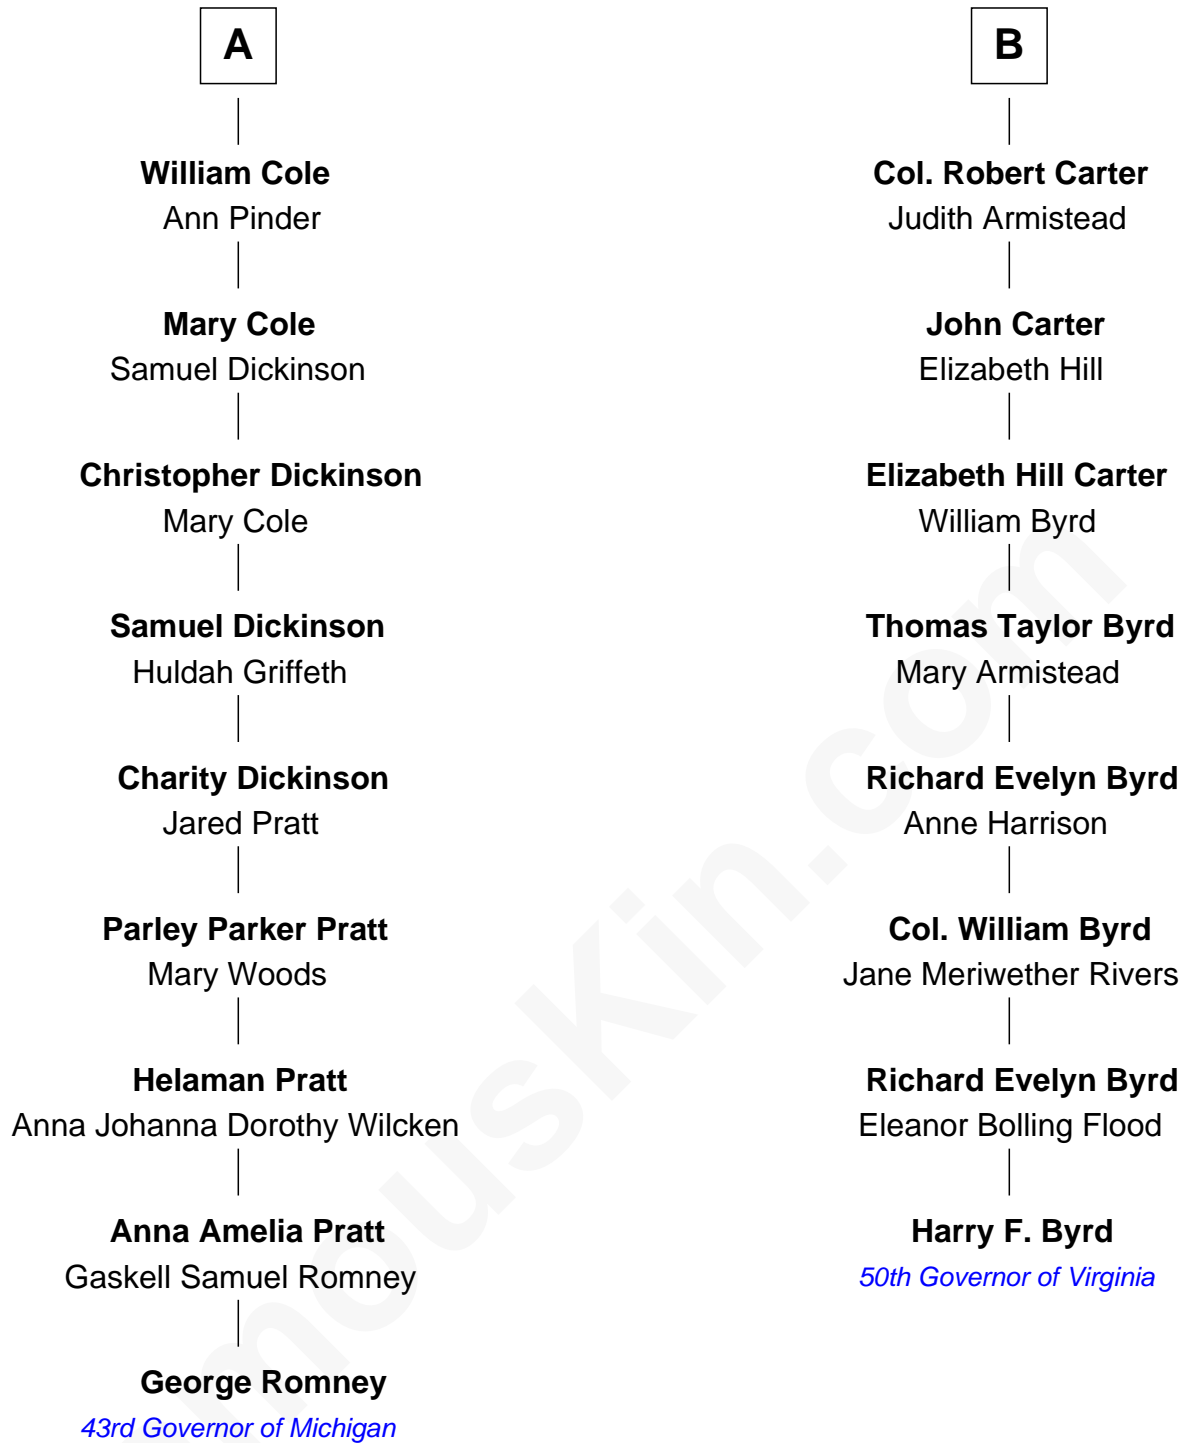 A
William Cole
Ann Pinder
Mary Cole
Samuel Dickinson
Christopher Dickinson
Mary Cole
Samuel Dickinson
Huldah Griffeth
Charity Dickinson
Jared Pratt
Parley Parker Pratt
Mary Woods
Helaman Pratt
Anna Johanna Dorothy Wilcken
Anna Amelia Pratt
Gaskell Samuel Romney
George Romney
43rd Governor of Michigan
B
Col. Robert Carter
Judith Armistead
John Carter
Elizabeth Hill
Elizabeth Hill Carter
William Byrd
Thomas Taylor Byrd
Mary Armistead
Richard Evelyn Byrd
Anne Harrison
Col. William Byrd
Jane Meriwether Rivers
Richard Evelyn Byrd
Eleanor Bolling Flood
Harry F. Byrd
50th Governor of Virginia
mousKin.com